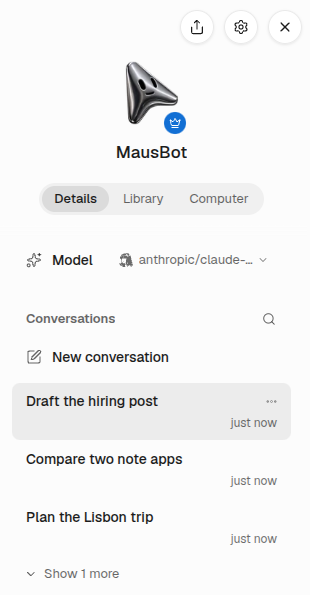 MausBot
Details Library Computer
Model anthropic/claude-...
Conversations
New conversation
Draft the hiring post
just now
Compare two note apps
just now
Plan the Lisbon trip
just now
Show 1 more